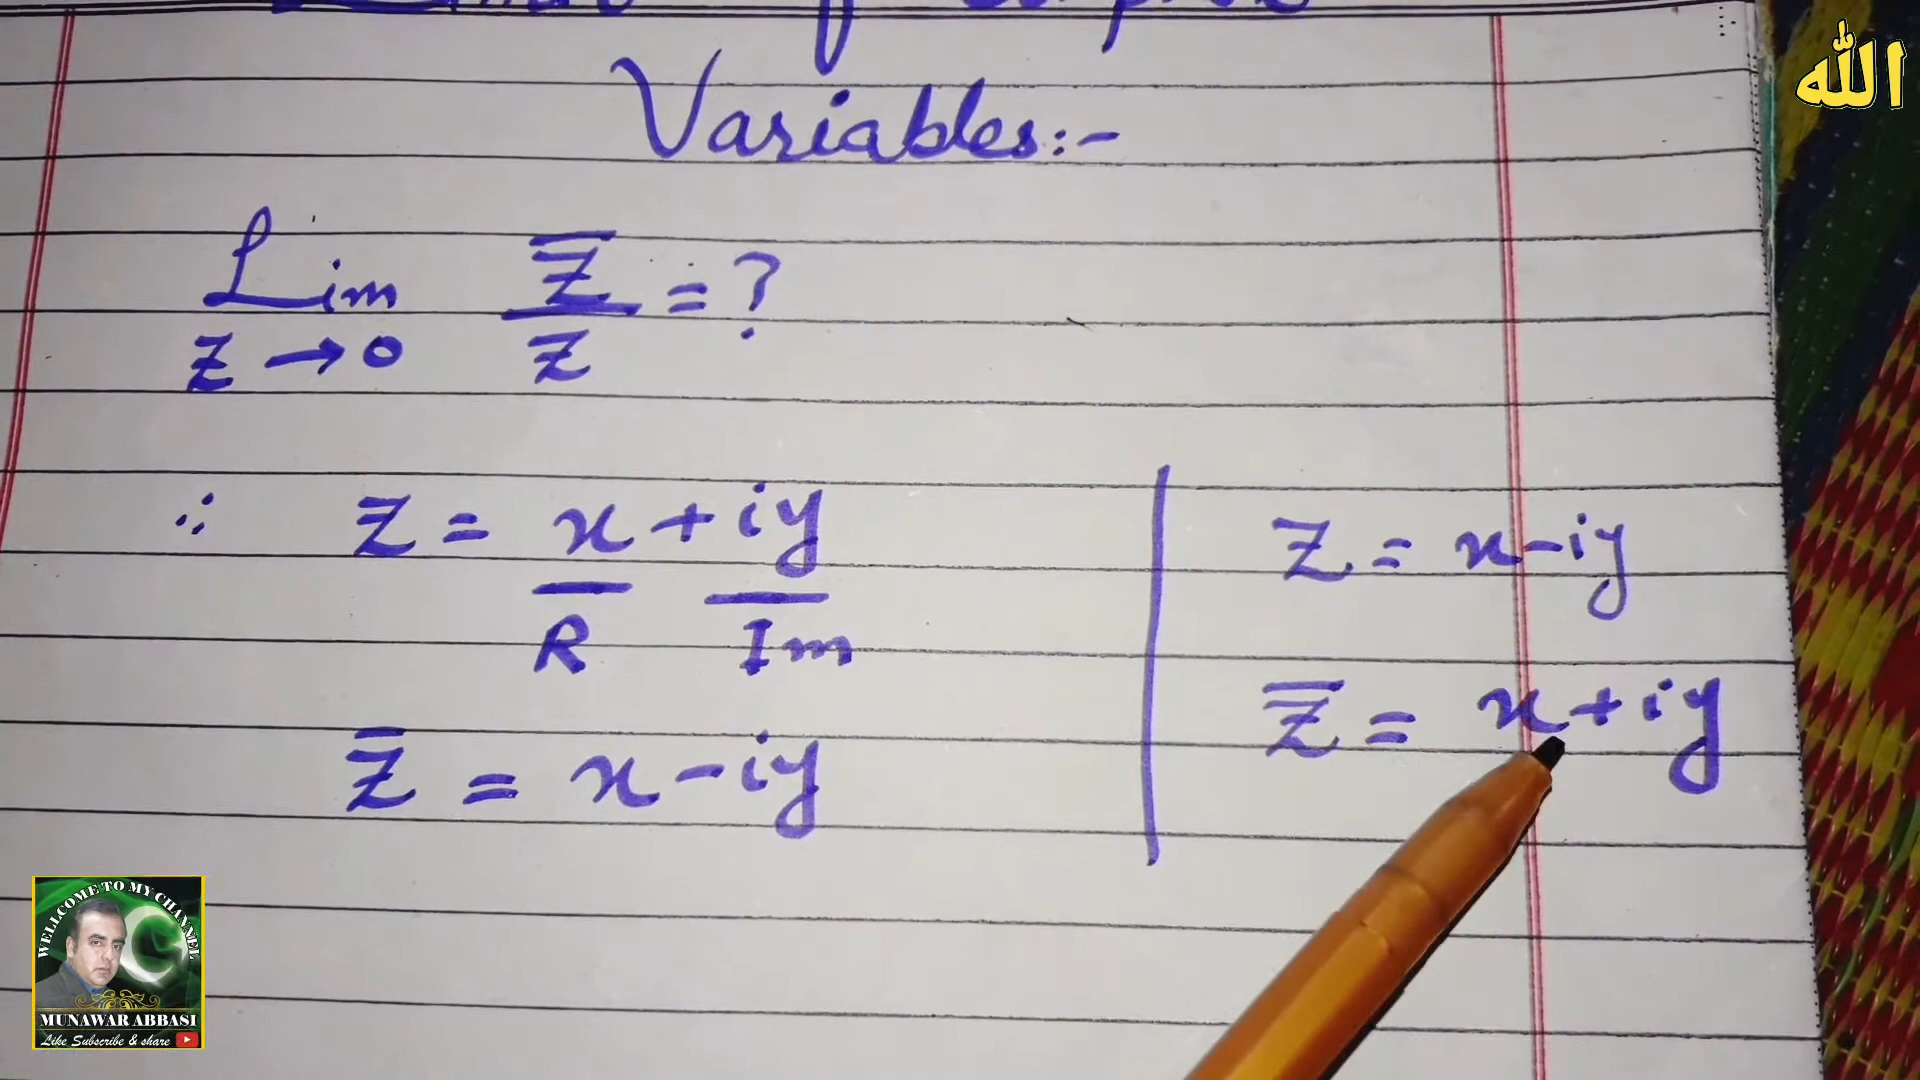 الله
Variables:-
Lim z̅ = ?
z→0 z
∴ z = x + iy
R Im
z̅ = x - iy
z = x - iy
z̅ = x + iy
WELLCOME TO MY CHANNEL
MUNAWAR ABBASI
Like Subscribe & share